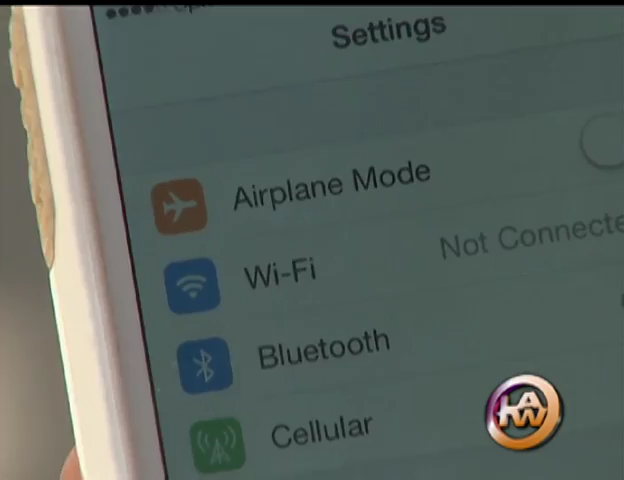 Settings
Airplane Mode
Wi-Fi Not Connecte
Bluetooth
Cellular